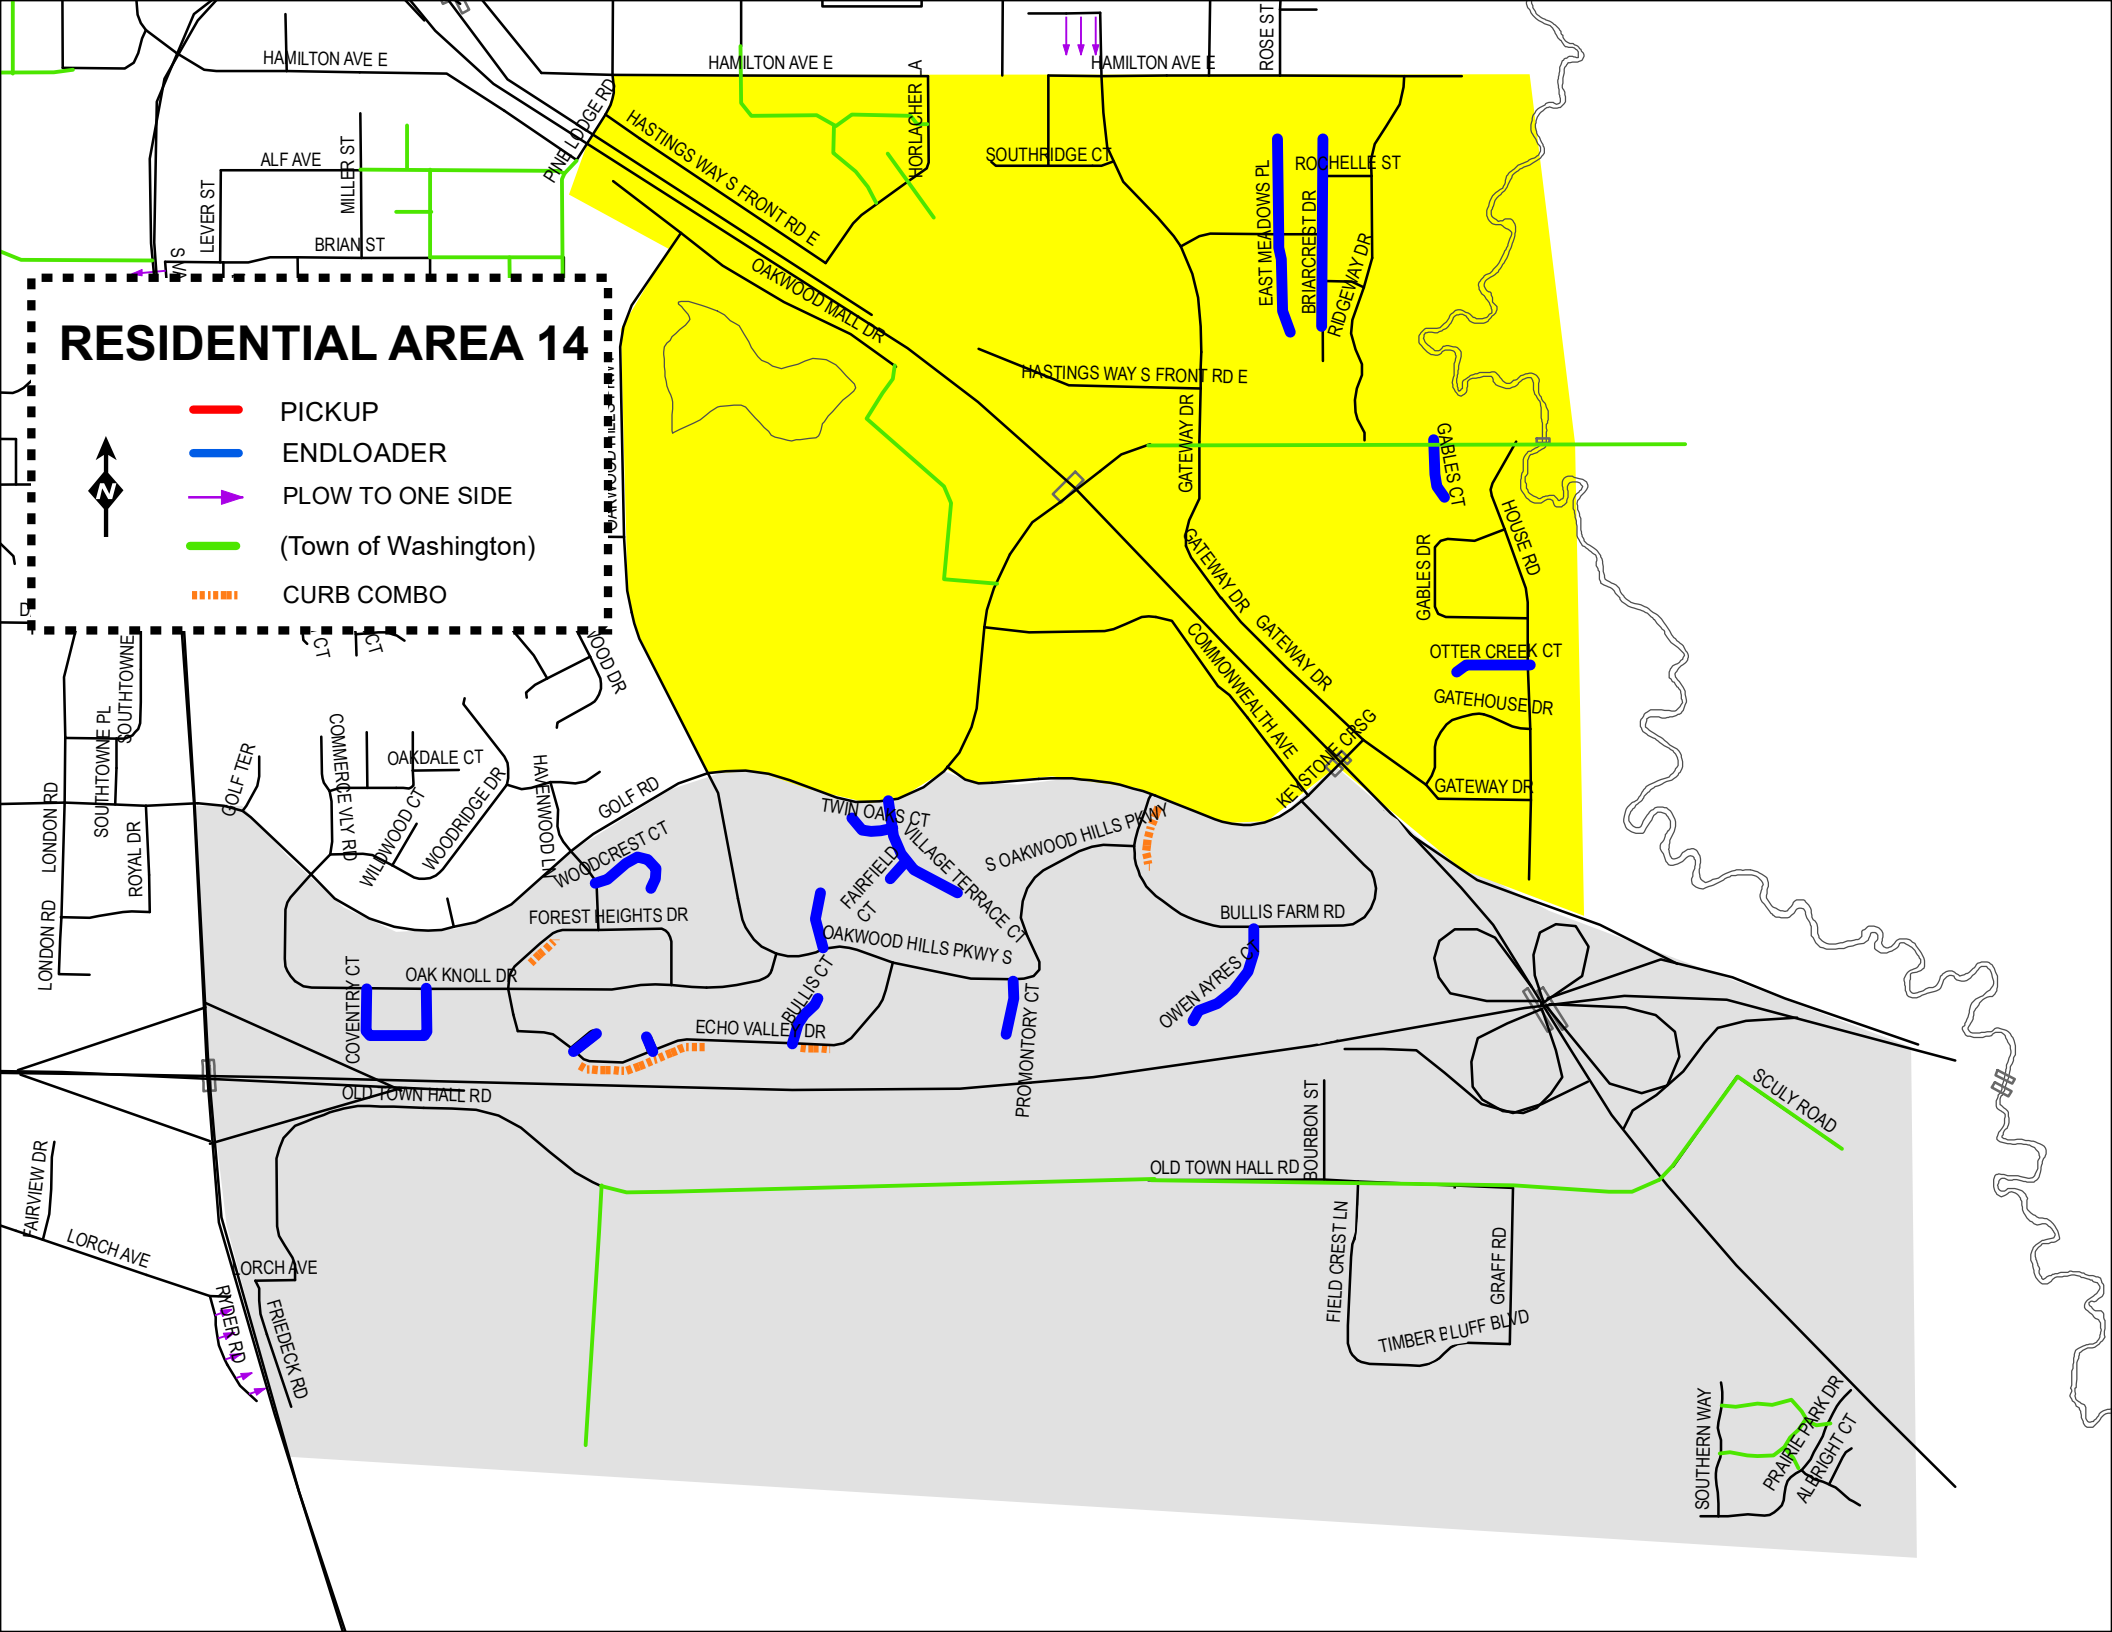 HAMILTON AVE E
HAMILTON AVE E
HAMILTON AVE E
ROSE ST
PINE LODGE RD
HASTINGS WAY S FRONT RD E
HORLACHER LA
SOUTHRIDGE CT
ALF AVE
MILLER ST
LEVER ST
BRIAN ST
EAST MEADOWS PL
ROCHELLE ST
BRIARCREST DR
RIDGEWAY DR
OAKWOOD MALL DR
HASTINGS WAY S FRONT RD E
GATEWAY DR
RESIDENTIAL AREA 14
PICKUP
ENDLOADER
PLOW TO ONE SIDE
(Town of Washington)
CURB COMBO
N
GABLES CT
HOUSE RD
GABLES DR
GATEWAY DR
GATEWAY DR
COMMONWEALTH AVE
OTTER CREEK CT
GATEHOUSE DR
GATEWAY DR
KEYSTONE CRSG
D
CT
CT
WOOD DR
SOUTHTOWNE
SOUTHTOWNE PL
LONDON RD
LONDON RD
ROYAL DR
GOLF TER
COMMERCE VLY RD
OAKDALE CT
WILDWOOD CT
WOODRIDGE DR
HAVENWOOD LN
GOLF RD
WOODCREST CT
TWIN OAKS CT
VILLAGE TERRACE CT
FAIRFIELD
CT
S OAKWOOD HILLS PKWY
FOREST HEIGHTS DR
OAKWOOD HILLS PKWY S
BULLIS FARM RD
OWEN AYRES CT
OAK KNOLL DR
COVENTRY CT
BULLIS CT
ECHO VALLEY DR
PROMONTORY CT
OLD TOWN HALL RD
SCULY ROAD
BOURBON ST
OLD TOWN HALL RD
FAIRVIEW DR
LORCH AVE
LORCH AVE
RYDER RD
FRIEDECK RD
FIELD CREST LN
GRAFF RD
TIMBER BLUFF BLVD
SOUTHERN WAY
PRAIRIE PARK DR
ALBRIGHT CT